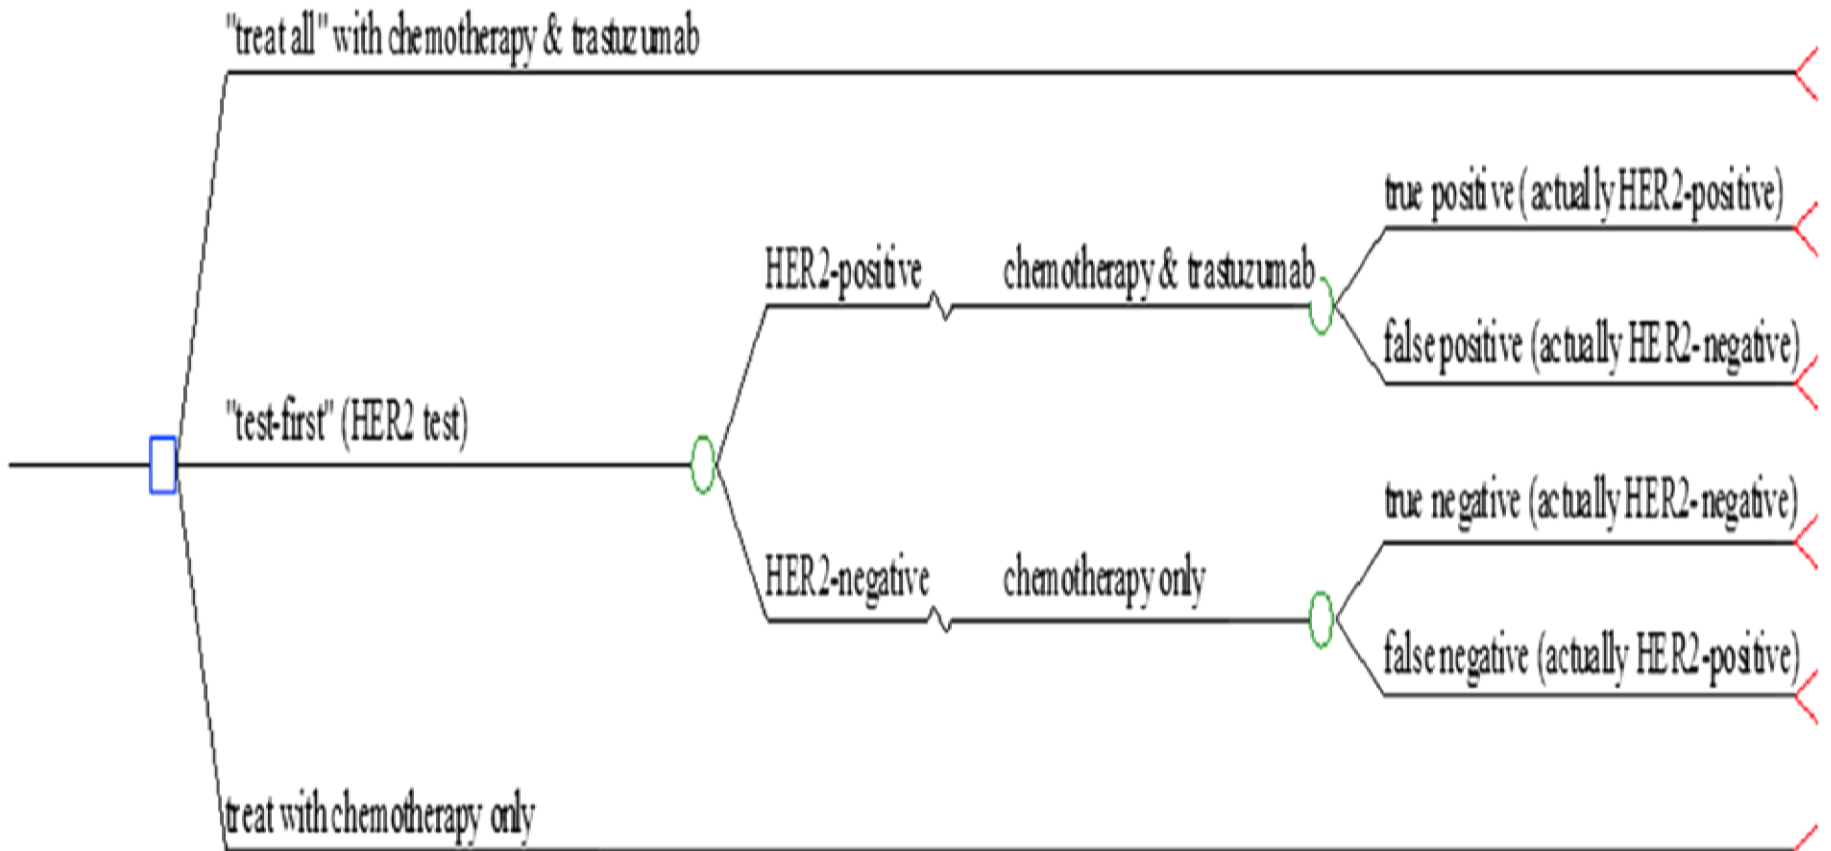 "treat all" with chemotherapy & trastuzumab
true positive (actually HER2-positive)
HER2-positive
chemotherapy & trastuzumab
false positive (actually HER2-negative)
"test-first" (HER2 test)
true negative (actually HER2-negative)
HER2-negative
chemotherapy only
false negative (actually HER2-positive)
treat with chemotherapy only